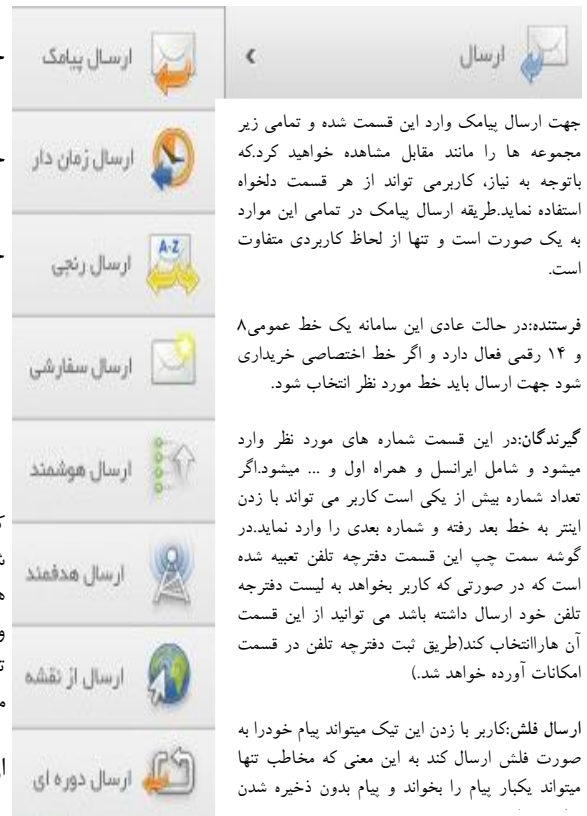 ارسال
جهت ارسال پیامک وارد این قسمت شده و تمامی زیر
مجموعه ها را مانند مقابل مشاهده خواهید کرد.که
باتوجه به نیاز، کاربرمی تواند از هر قسمت دلخواه
استفاده نماید.طریقه ارسال پیامک در تمامی این موارد
به یک صورت است و تنها از لحاظ کاربردی متفاوت
است.
فرستنده:در حالت عادی این سامانه یک خط عمومی۸
و ۱۴ رقمی فعال دارد و اگر خط اختصاصی خریداری
شود جهت ارسال باید خط مورد نظر انتخاب شود.
گیرندگان:در این قسمت شماره های مورد نظر وارد
میشود و شامل ایرانسل و همراه اول و ... میشود.اگر
تعداد شماره بیش از یکی است کاربر می تواند با زدن
اینتر به خط بعد رفته و شماره بعدی را وارد نماید.در
گوشه سمت چپ این قسمت دفترچه تلفن تعبیه شده
است که در صورتی که کاربر بخواهد به لیست دفترجه
تلفن خود ارسال داشته باشد می توانید از این قسمت
آن هاراانتخاب کند(طریق ثبت دفترچه تلفن در قسمت
امکانات آورده خواهد شد.)
ارسال فلش:کاربر با زدن این تیک میتواند پیام خودرا به
صورت فلش ارسال کند به این معنی که مخاطب تنها
میتواند یکبار پیام را بخواند و پیام بدون ذخیره شدن
ارسال پیامک
ارسال زمان دار
A-Z
ارسال رنجی
ارسال سفارشی
ارسال هوشمند
ارسال هدفمند
ارسال از نقشه
ارسال دوره ای